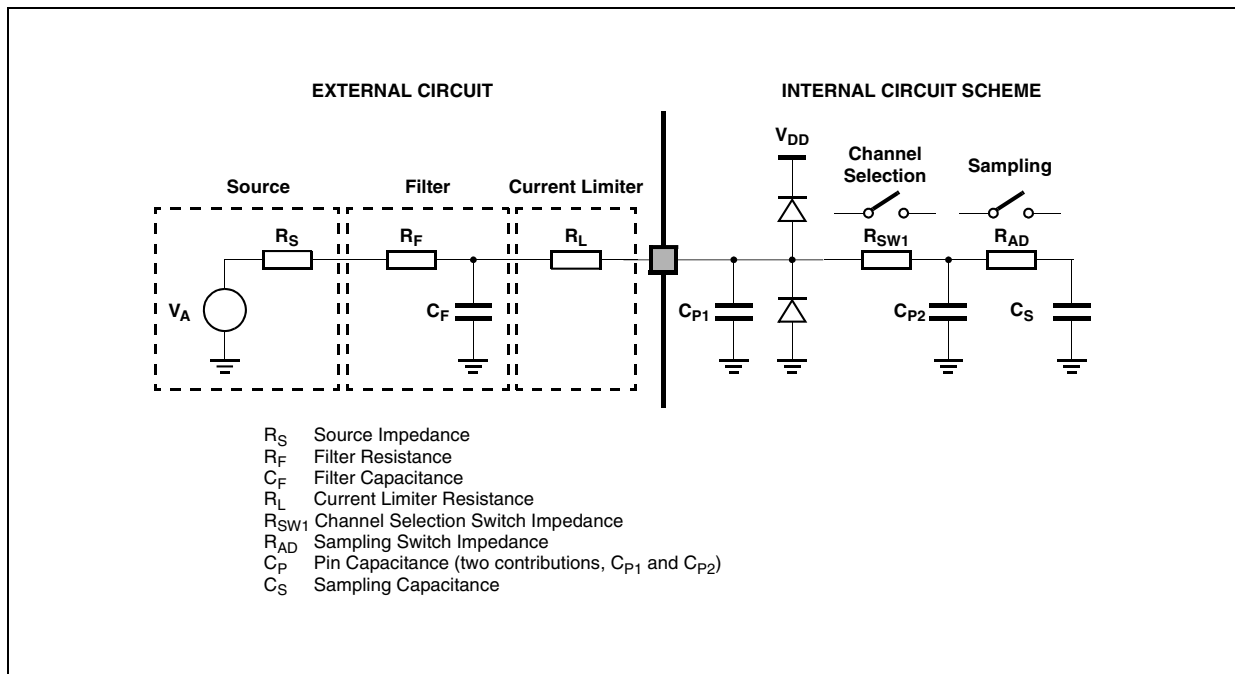 EXTERNAL CIRCUIT
INTERNAL CIRCUIT SCHEME
VDD
Channel
Selection
Sampling
Source
Filter
Current Limiter
RS
RF
RL
RSW1
RAD
VA
CF
CP1
CP2
CS
RS Source Impedance
RF Filter Resistance
CF Filter Capacitance
RL Current Limiter Resistance
RSW1 Channel Selection Switch Impedance
RAD Sampling Switch Impedance
CP Pin Capacitance (two contributions, CP1 and CP2)
CS Sampling Capacitance